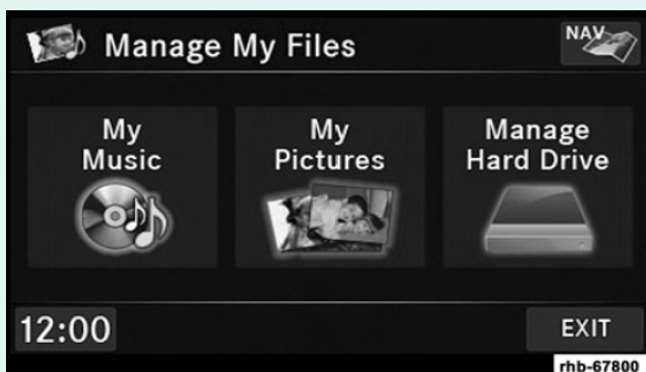 Manage My Files
NAV
My
Music
My
Pictures
Manage
Hard Drive
12:00
EXIT
rhb-67800